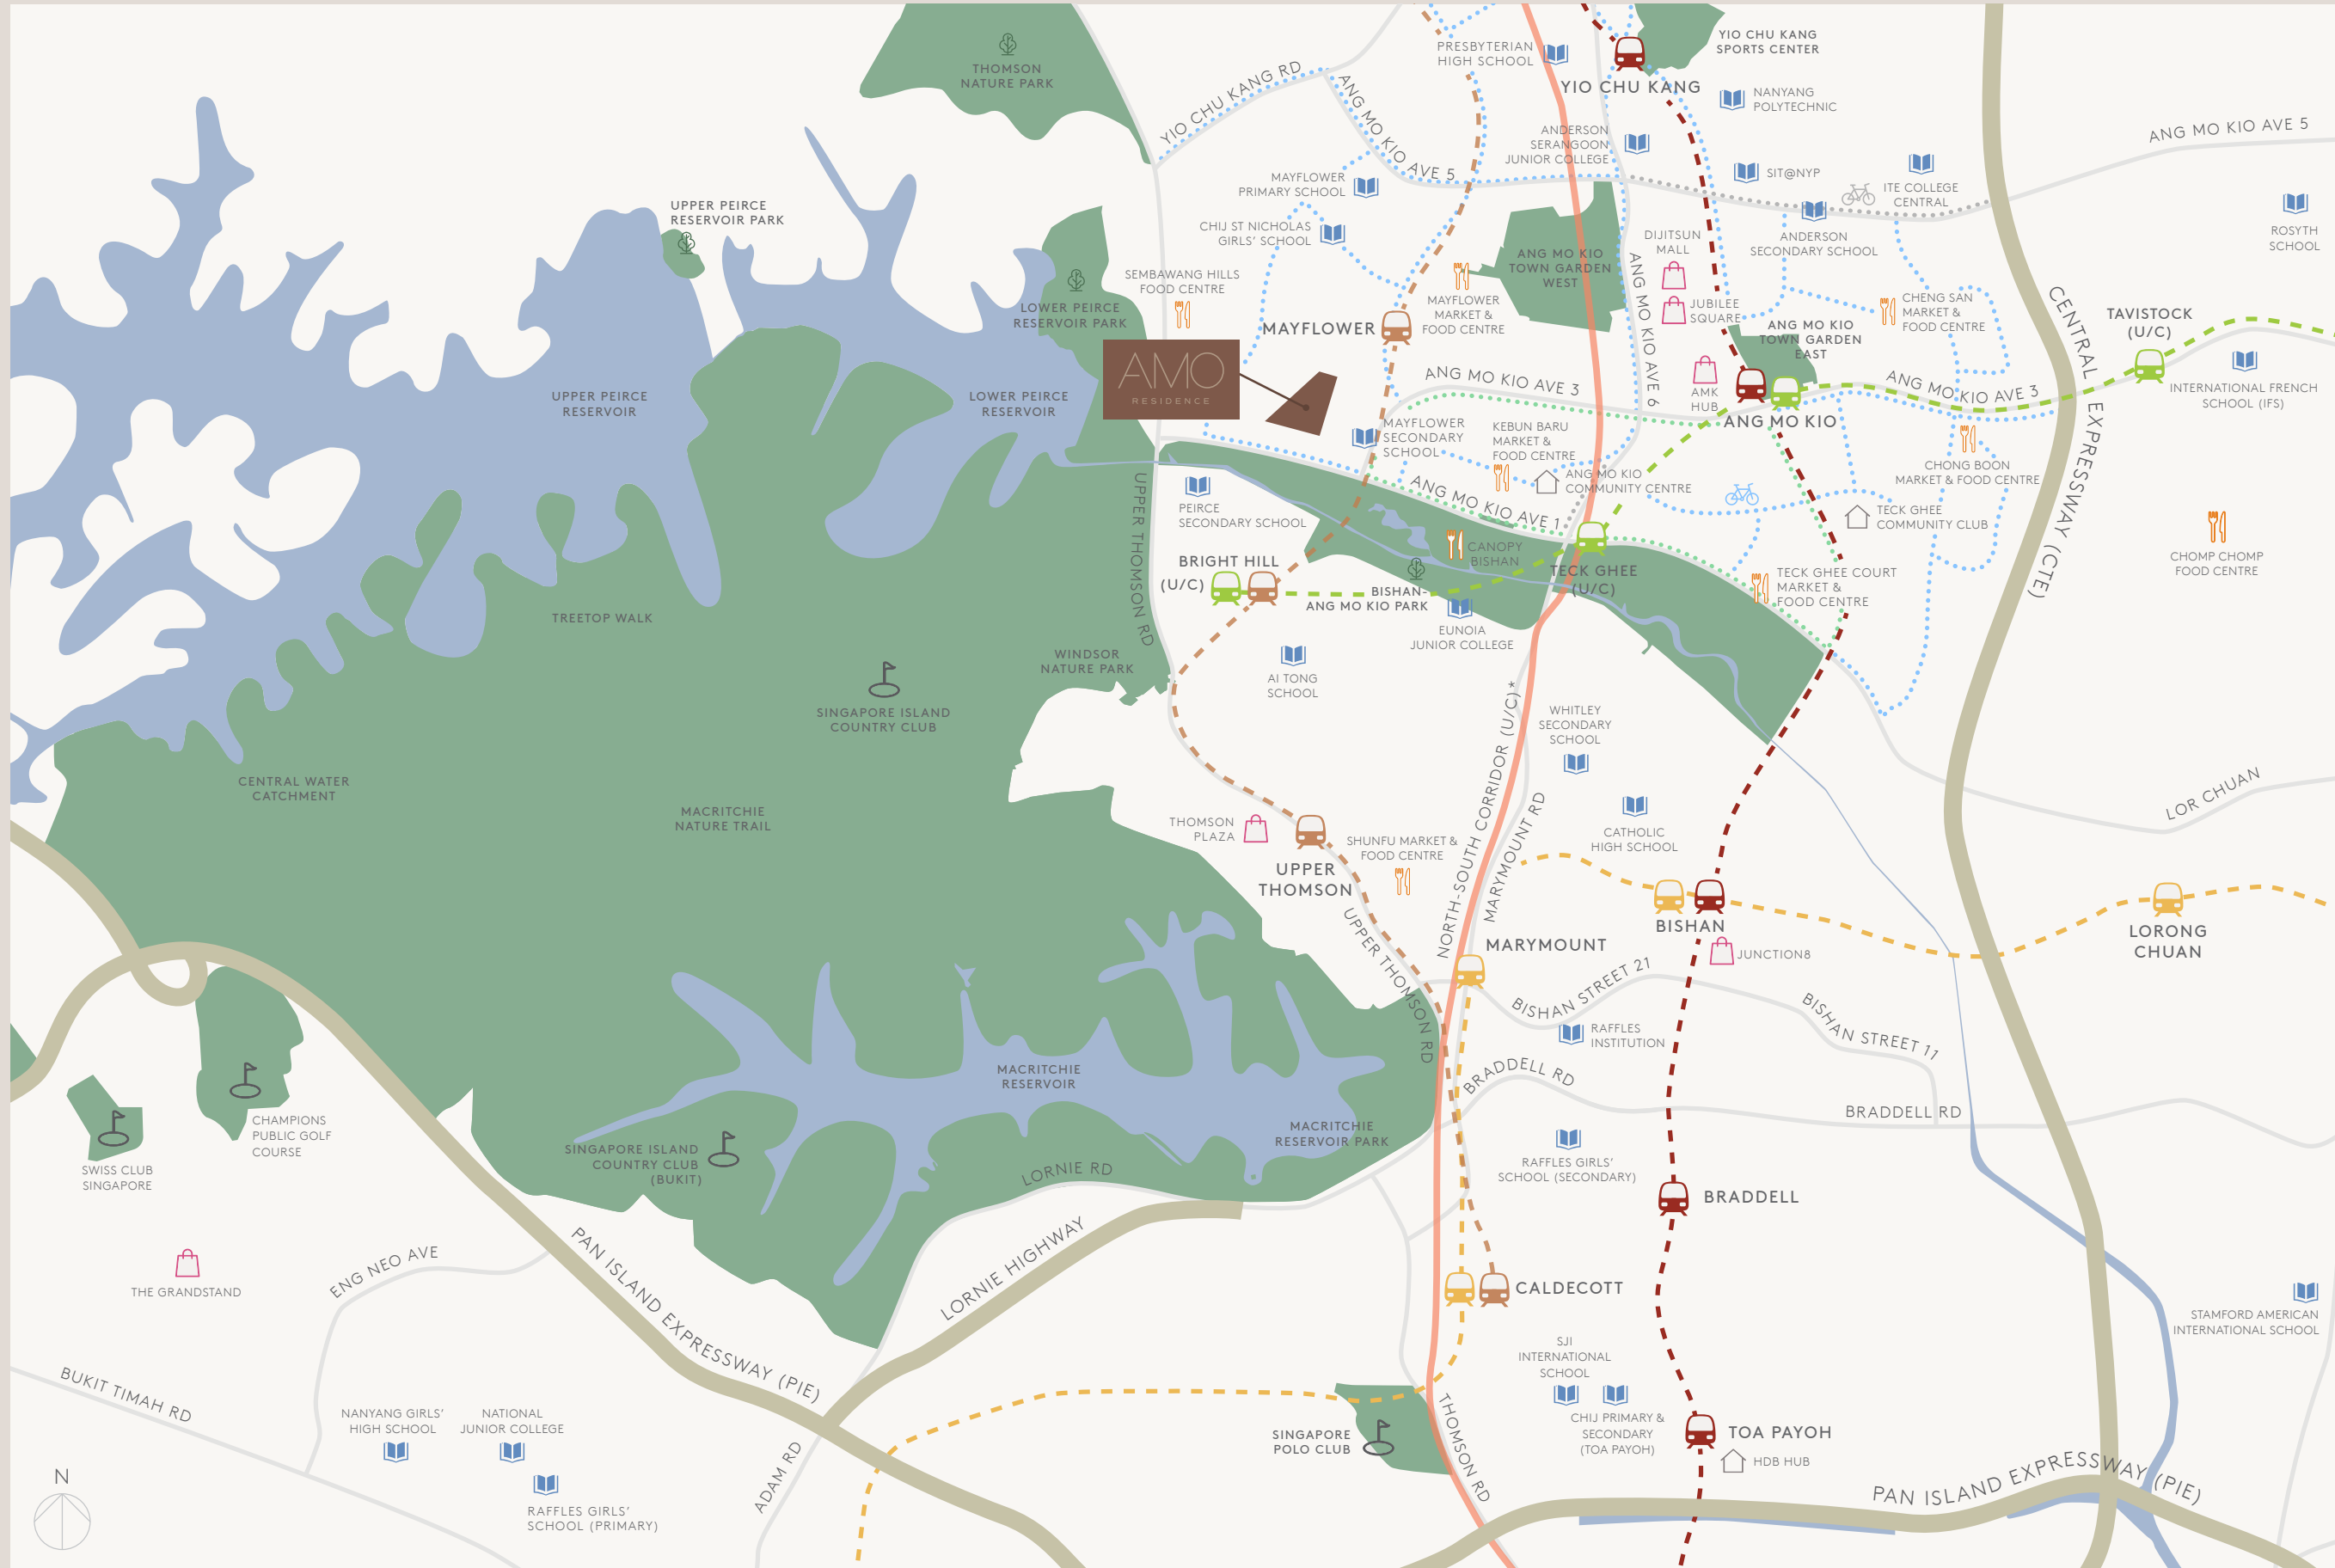 THOMSON
NATURE PARK
YIO CHU KANG RD
ANG MO KIO AVE 5
PRESBYTERIAN
HIGH SCHOOL
YIO CHU KANG
YIO CHU KANG
SPORTS CENTER
NANYANG
POLYTECHNIC
ANG MO KIO AVE 5
ANDERSON
SERANGOON
JUNIOR COLLEGE
SIT@NYP
ITE COLLEGE
CENTRAL
MAYFLOWER
PRIMARY SCHOOL
CHIJ ST NICHOLAS
GIRLS' SCHOOL
UPPER PEIRCE
RESERVOIR PARK
ROSYTH
SCHOOL
DIJITSUN
MALL
ANDERSON
SECONDARY SCHOOL
ANG MO KIO
TOWN GARDEN
WEST
ANG MO KIO AVE 6
SEMBAWANG HILLS
FOOD CENTRE
LOWER PEIRCE
RESERVOIR PARK
MAYFLOWER
MAYFLOWER
MARKET &
FOOD CENTRE
JUBILEE
SQUARE
CHENG SAN
MARKET &
FOOD CENTRE
ANG MO KIO
TOWN GARDEN
EAST
CENTRAL EXPRESSWAY (CTE)
TAVISTOCK
(U/C)
AMO
RESIDENCE
ANG MO KIO AVE 3
AMK
HUB
ANG MO KIO
ANG MO KIO AVE 3
INTERNATIONAL FRENCH
SCHOOL (IFS)
UPPER PEIRCE
RESERVOIR
LOWER PEIRCE
RESERVOIR
MAYFLOWER
SECONDARY
SCHOOL
KEBUN BARU
MARKET &
FOOD CENTRE
ANG MO KIO
COMMUNITY CENTRE
CHONG BOON
MARKET & FOOD CENTRE
UPPER THOMSON RD
PEIRCE
SECONDARY SCHOOL
ANG MO KIO AVE 1
TECK GHEE
COMMUNITY CLUB
CHOMP CHOMP
FOOD CENTRE
CANOPY
BISHAN
BRIGHT HILL
(U/C)
TECK GHEE
(U/C)
TECK GHEE COURT
MARKET &
FOOD CENTRE
BISHAN-
ANG MO KIO PARK
EUNOIA
JUNIOR COLLEGE
TREETOP WALK
WINDSOR
NATURE PARK
AI TONG
SCHOOL
SINGAPORE ISLAND
COUNTRY CLUB
WHITLEY
SECONDARY
SCHOOL
NORTH-SOUTH CORRIDOR (U/C)*
MARYMOUNT RD
CENTRAL WATER
CATCHMENT
MACRITCHIE
NATURE TRAIL
LOR CHUAN
THOMSON
PLAZA
UPPER
THOMSON
SHUNFU MARKET &
FOOD CENTRE
CATHOLIC
HIGH SCHOOL
BISHAN
JUNCTION8
LORONG
CHUAN
UPPER THOMSON RD
MARYMOUNT
BISHAN STREET 21
BISHAN STREET 11
RAFFLES
INSTITUTION
BRADDELL RD
BRADDELL RD
MACRITCHIE
RESERVOIR
MACRITCHIE
RESERVOIR PARK
CHAMPIONS
PUBLIC GOLF
COURSE
SWISS CLUB
SINGAPORE
SINGAPORE ISLAND
COUNTRY CLUB
(BUKIT)
LORNIE RD
RAFFLES GIRLS'
SCHOOL (SECONDARY)
BRADDELL
LORNIE HIGHWAY
PAN ISLAND EXPRESSWAY (PIE)
ENG NEO AVE
THE GRANDSTAND
CALDECOTT
STAMFORD AMERICAN
INTERNATIONAL SCHOOL
SJI
INTERNATIONAL
SCHOOL
CHIJ PRIMARY &
SECONDARY
(TOA PAYOH)
BUKIT TIMAH RD
NANYANG GIRLS'
HIGH SCHOOL
NATIONAL
JUNIOR COLLEGE
RAFFLES GIRLS'
SCHOOL (PRIMARY)
ADAM RD
SINGAPORE
POLO CLUB
THOMSON RD
TOA PAYOH
HDB HUB
PAN ISLAND EXPRESSWAY (PIE)
N